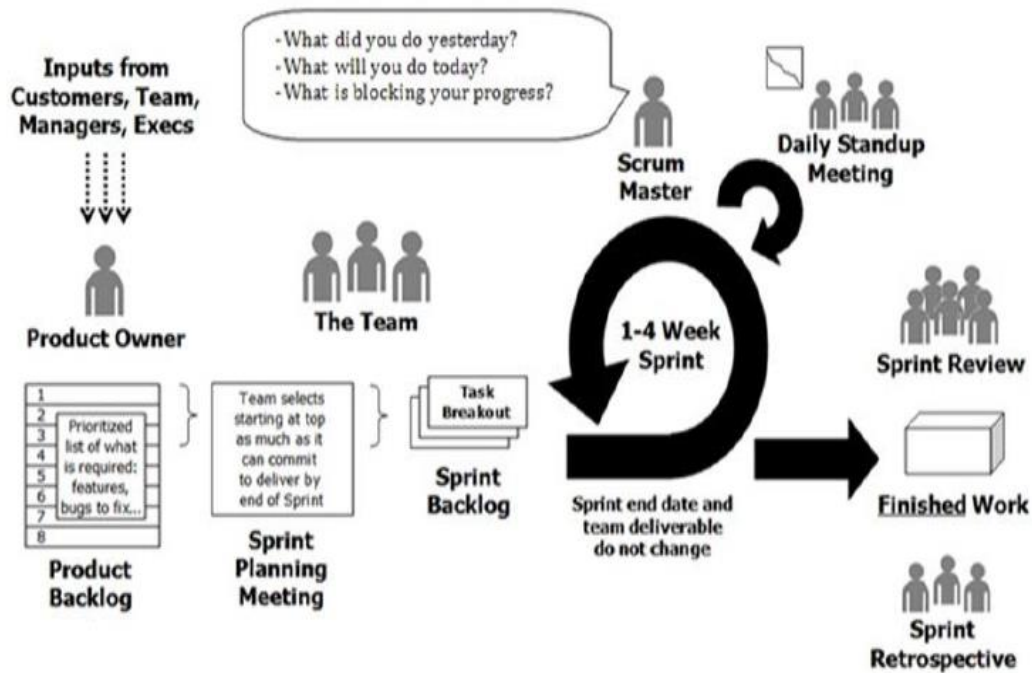 Inputs from
Customers, Team,
Managers, Execs
-What did you do yesterday?
-What will you do today?
-What is blocking your progress?
Scrum
Master
Daily Standup
Meeting
Product Owner
The Team
1-4 Week
Sprint
Sprint Review
1
2
3
4
5
6
7
8
Prioritized
list of what
is required:
features,
bugs to fix...
Product
Backlog
Team selects
starting at top
as much as it
can commit
to deliver by
end of Sprint
Sprint
Planning
Meeting
Task
Breakout
Sprint
Backlog
Sprint end date and
team deliverable
do not change
Finished Work
Sprint
Retrospective